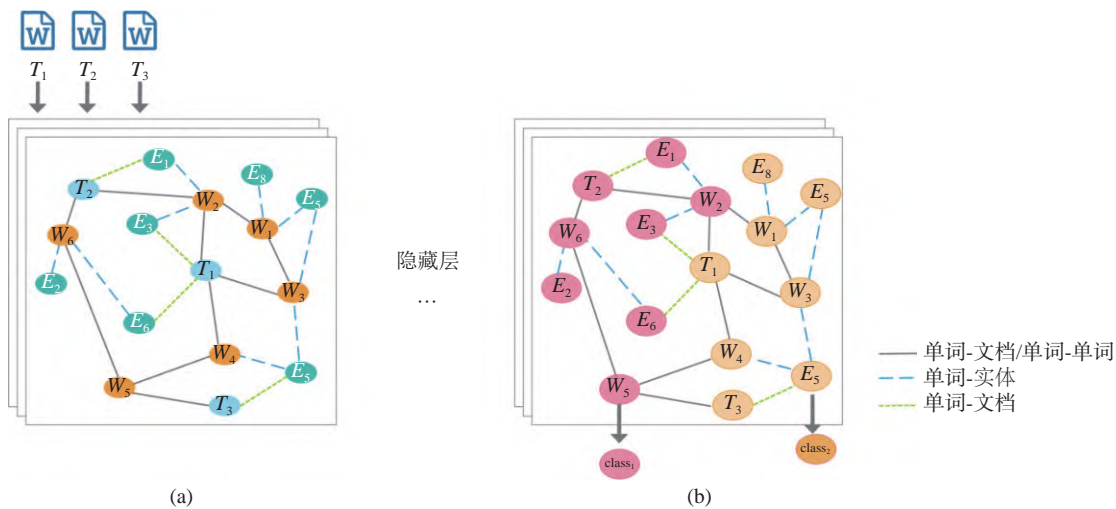 W W W
T₁ T₂ T₃
E₁
E₈
T₂
E₅
W₂
E₃
W₁
W₆
T₁
E₂
W₃
E₆
W₄
E₅
W₅
T₃
(a)
隐藏层
…
E₁
E₈
T₂
E₅
W₂
E₃
W₁
W₆
T₁
E₂
W₃
E₆
W₄
E₅
W₅
T₃
class₁
class₂
(b)
单词-文档/单词-单词
单词-实体
单词-文档